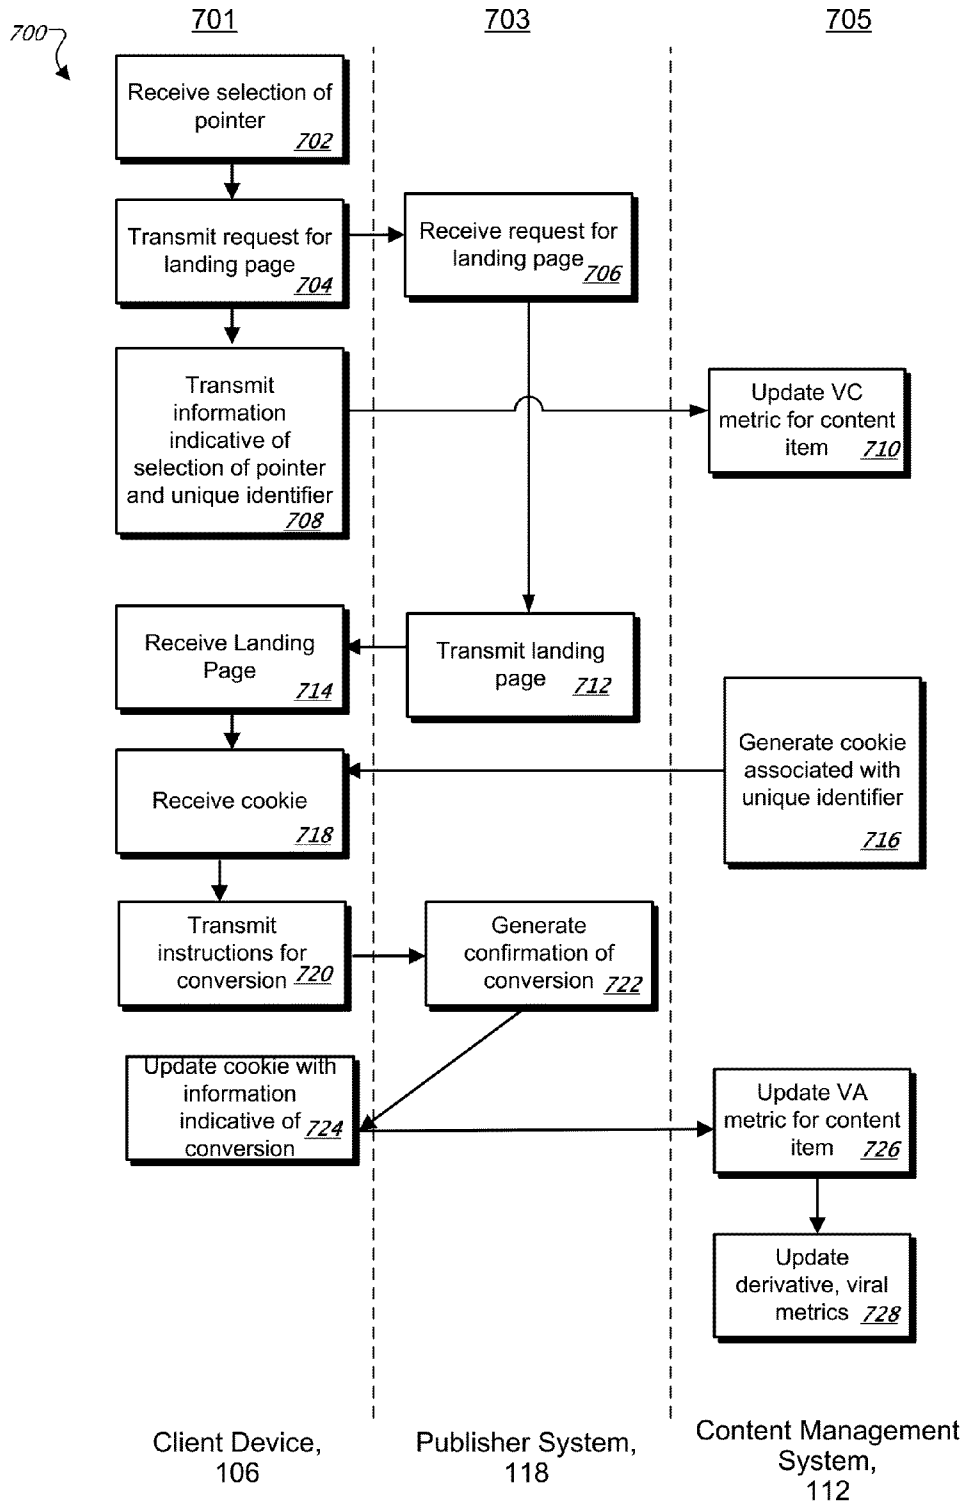 700
701
703
705
Receive selection of
pointer
702
Transmit request for
landing page
704
Receive request for
landing page
706
Transmit
information
indicative of
selection of pointer
and unique identifier
708
Update VC
metric for content
item
710
Receive Landing
Page
714
Transmit landing
page
712
Generate cookie
associated with
unique identifier
716
Receive cookie
718
Transmit
instructions for
conversion
720
Generate
confirmation of
conversion
722
Update cookie with
information
indicative of
conversion
724
Update VA
metric for content
item
726
Update
derivative, viral
metrics
728
Client Device,
106
Publisher System,
118
Content Management
System,
112